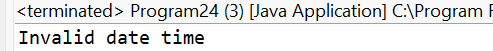 <terminated> Program24 (3) [Java Application] C:\Program F
Invalid date time